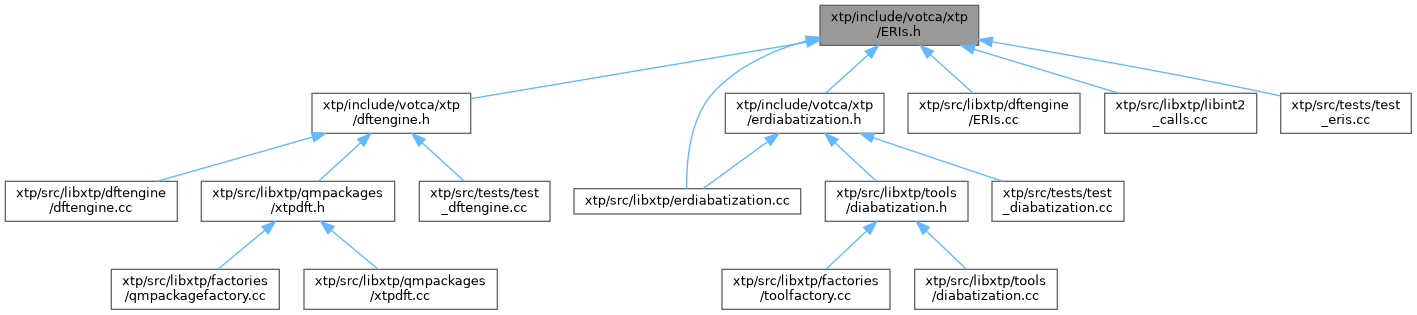 xtp/include/votca/xtp
/ERIs.h
xtp/include/votca/xtp
/dftengine.h
xtp/include/votca/xtp
/erdiabatization.h
xtp/src/libxtp/dftengine
/ERIs.cc
xtp/src/libxtp/libint2
_calls.cc
xtp/src/tests/test
_eris.cc
xtp/src/libxtp/dftengine
/dftengine.cc
xtp/src/libxtp/qmpackages
/xtpdft.h
xtp/src/tests/test
_dftengine.cc
xtp/src/libxtp/erdiabatization.cc
xtp/src/libxtp/tools
/diabatization.h
xtp/src/tests/test
_diabatization.cc
xtp/src/libxtp/factories
/qmpackagefactory.cc
xtp/src/libxtp/qmpackages
/xtpdft.cc
xtp/src/libxtp/factories
/toolfactory.cc
xtp/src/libxtp/tools
/diabatization.cc